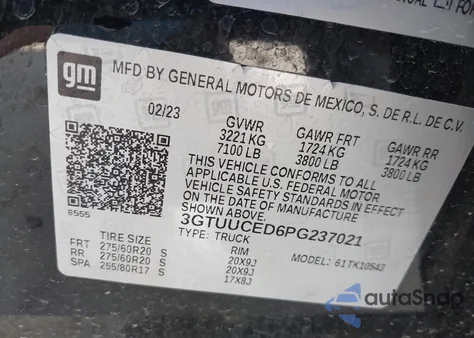 gm
MFD BY GENERAL MOTORS DE MEXICO, S. DE R.L. DE C.V.
02/23
GVWR GAWR FRT GAWR RR
3221 KG 1724 KG 1724 KG
7100 LB 3800 LB 3800 LB
THIS VEHICLE CONFORMS TO ALL
APPLICABLE U.S. FEDERAL MOTOR
VEHICLE SAFETY STANDARDS IN EFFECT
ON THE DATE OF MANUFACTURE
SHOWN ABOVE.
8555
3GTUUCED6PG237021
TYPE: TRUCK
MODEL: 61TK10543
TIRE SIZE RIM
FRT 275/60R20 S 20X9J
RR 275/60R20 S 20X9J
SPA 255/80R17 S 17X8J
autoSnap